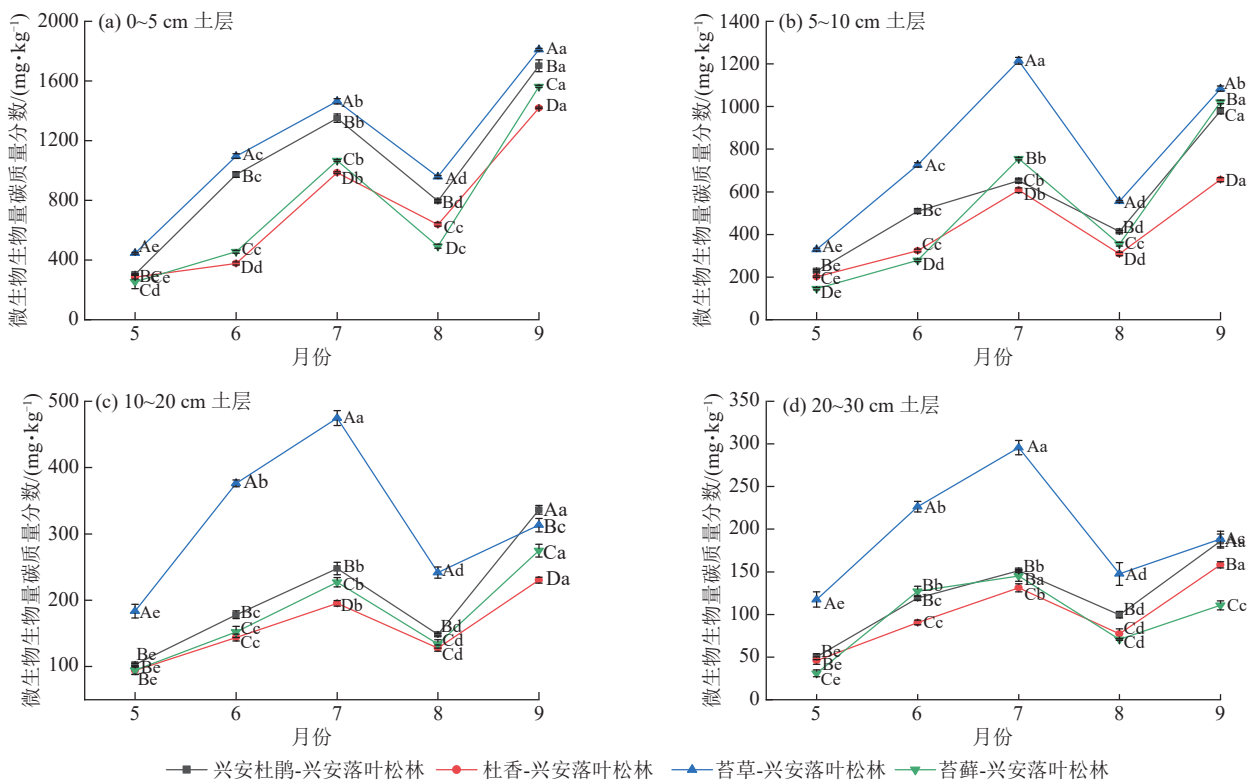 (a) 0~5 cm 土层
微生物生物量碳质量分数/(mg•kg⁻¹)
2000
1600
1200
800
400
0
Ae
Be
Ce
Cd
Ac
Bc
Cc
Dd
Ab
Bb
Cb
Db
Ad
Bd
Cc
Dc
Aa
Ba
Ca
Da
5 6 7 8 9
月份
(b) 5~10 cm 土层
微生物生物量碳质量分数/(mg•kg⁻¹)
1400
1200
1000
800
600
400
200
0
Ae
Be
Ce
De
Ac
Bc
Cc
Dd
Aa
Bb
Cb
Db
Ad
Bd
Cc
Dd
Ab
Ba
Ca
Da
5 6 7 8 9
月份
(c) 10~20 cm 土层
微生物生物量碳质量分数/(mg•kg⁻¹)
500
400
300
200
100
Ae
Be
Be
Be
Ab
Bc
Cc
Cc
Aa
Bb
Cb
Db
Ad
Bd
Cd
Cd
Aa
Bc
Ca
Da
5 6 7 8 9
月份
(d) 20~30 cm 土层
微生物生物量碳质量分数/(mg•kg⁻¹)
350
300
250
200
150
100
50
0
Ae
Be
Be
Ce
Ab
Bb
Bc
Cc
Aa
Bb
Ba
Cb
Ad
Bd
Cd
Cd
Ac
Aa
Ba
Cc
5 6 7 8 9
月份
兴安杜鹃-兴安落叶松林 杜香-兴安落叶松林 苔草-兴安落叶松林 苔藓-兴安落叶松林